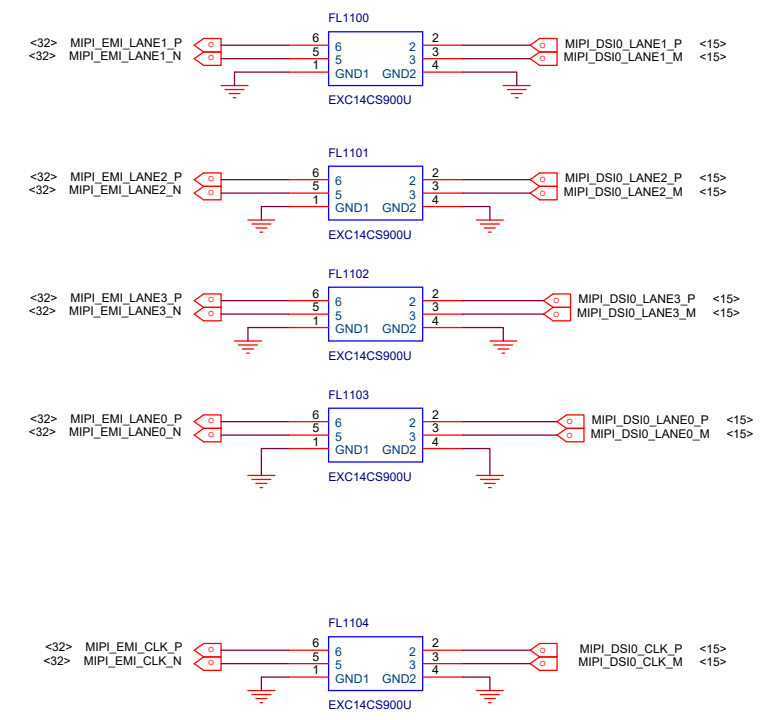 FL1100
<32> MIPI_EMI_LANE1_P 6 6 2 2 MIPI_DSI0_LANE1_P <15>
<32> MIPI_EMI_LANE1_N 5 5 3 3 MIPI_DSI0_LANE1_M <15>
1 GND1 GND2 4
EXC14CS900U
FL1101
<32> MIPI_EMI_LANE2_P 6 6 2 2 MIPI_DSI0_LANE2_P <15>
<32> MIPI_EMI_LANE2_N 5 5 3 3 MIPI_DSI0_LANE2_M <15>
1 GND1 GND2 4
EXC14CS900U
FL1102
<32> MIPI_EMI_LANE3_P 6 6 2 2 MIPI_DSI0_LANE3_P <15>
<32> MIPI_EMI_LANE3_N 5 5 3 3 MIPI_DSI0_LANE3_M <15>
1 GND1 GND2 4
EXC14CS900U
FL1103
<32> MIPI_EMI_LANE0_P 6 6 2 2 MIPI_DSI0_LANE0_P <15>
<32> MIPI_EMI_LANE0_N 5 5 3 3 MIPI_DSI0_LANE0_M <15>
1 GND1 GND2 4
EXC14CS900U
FL1104
<32> MIPI_EMI_CLK_P 6 6 2 2 MIPI_DSI0_CLK_P <15>
<32> MIPI_EMI_CLK_N 5 5 3 3 MIPI_DSI0_CLK_M <15>
1 GND1 GND2 4
EXC14CS900U